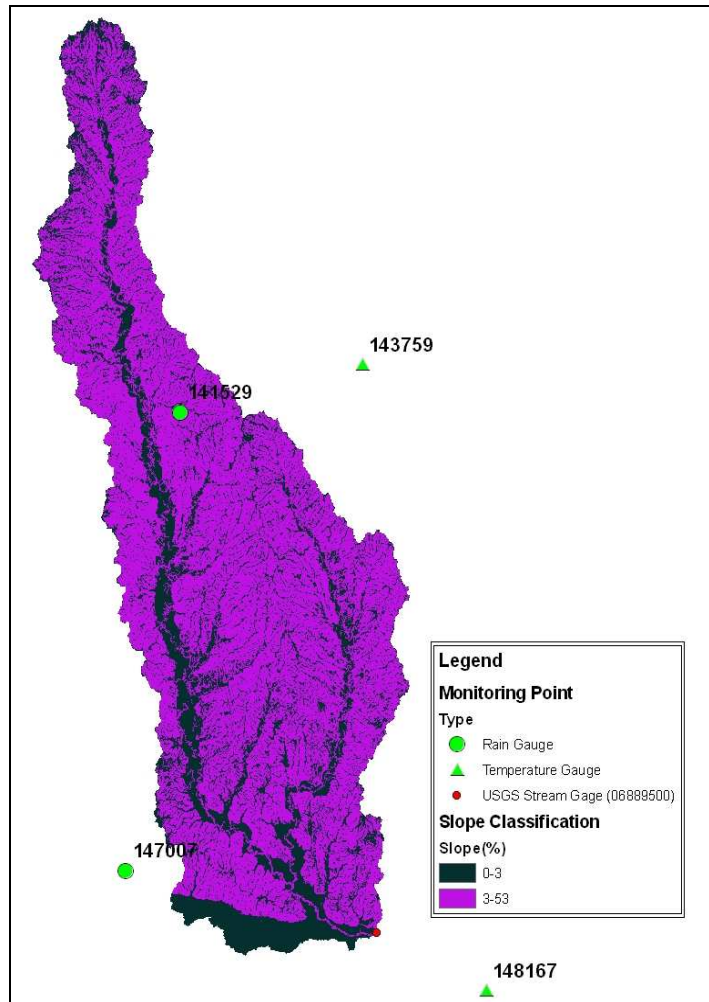 143759
141529
147007
148167
Legend
Monitoring Point
Type
Rain Gauge
Temperature Gauge
USGS Stream Gage (06889500)
Slope Classification
Slope(%)
0-3
3-53